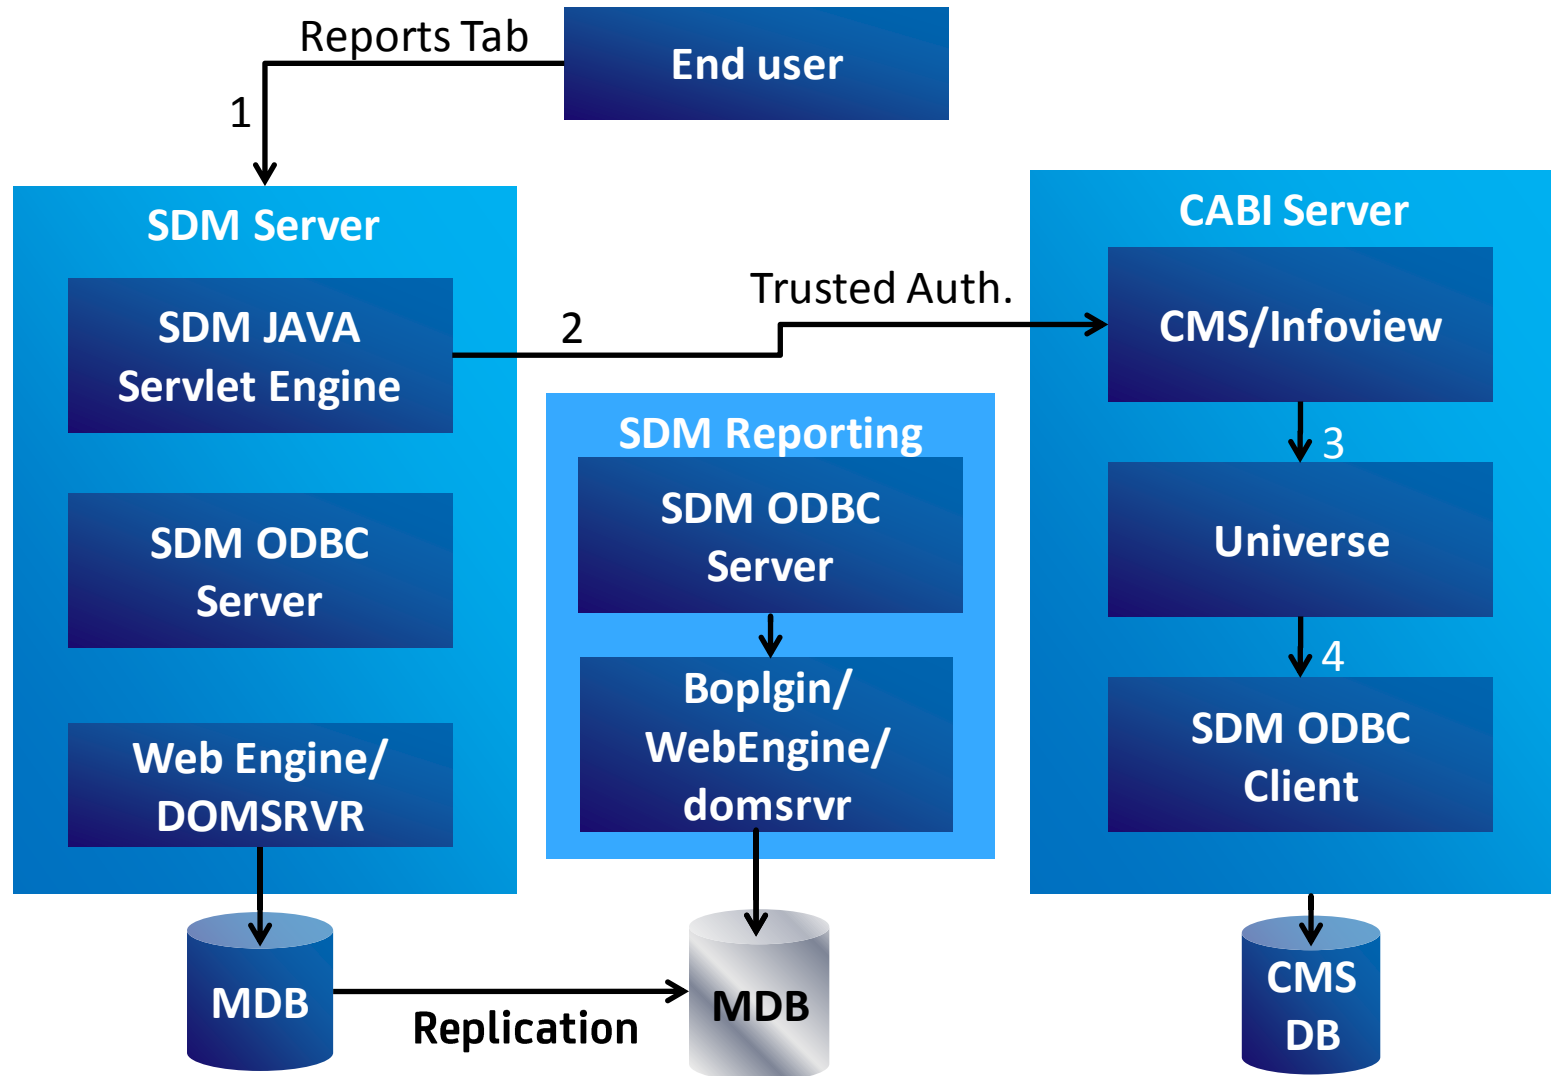 Reports Tab
End user
1
SDM Server
SDM JAVA
Servlet Engine
SDM ODBC
Server
Web Engine/
DOMSRVR
2
Trusted Auth.
SDM Reporting
SDM ODBC
Server
Boplgin/
WebEngine/
domsrvr
CABI Server
CMS/Infoview
3
Universe
4
SDM ODBC
Client
MDB
Replication
MDB
CMS
DB